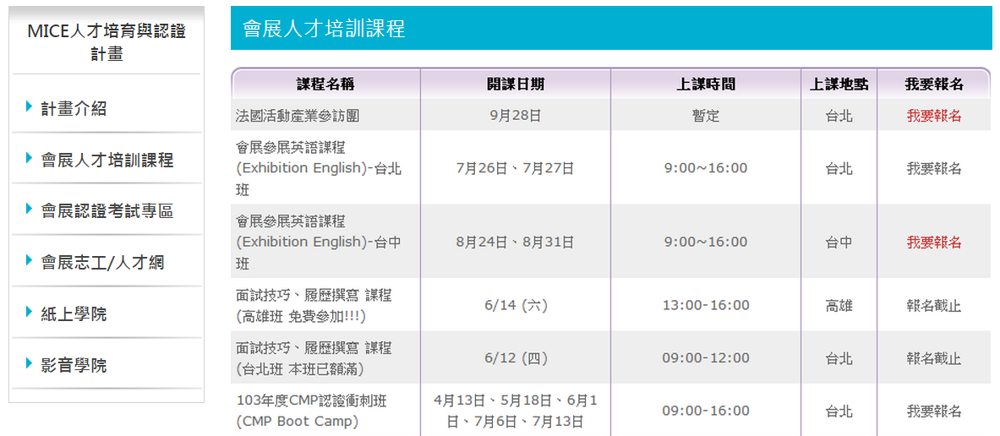 MICE人才培育與認證
計畫
計畫介紹
會展人才培訓課程
會展認證考試專區
會展志工/人才網
紙上學院
影音學院
會展人才培訓課程
課程名稱 開課日期 上課時間 上課地點 我要報名
法國活動產業參訪團 9月28日 暫定 台北 我要報名
會展參展英語課程
(Exhibition English)-台北 7月26日、7月27日 9:00~16:00 台北 我要報名
班
會展參展英語課程
(Exhibition English)-台中 8月24日、8月31日 9:00~16:00 台中 我要報名
班
面試技巧、履歷撰寫 課程
(高雄班 免費參加!!!) 6/14 (六) 13:00-16:00 高雄 報名截止
面試技巧、履歷撰寫 課程
(台北班 本班已額滿) 6/12 (四) 09:00-12:00 台北 報名截止
103年度CMP認證衝刺班 4月13日、5月18日、6月1
(CMP Boot Camp) 日、7月6日、7月13日 09:00-16:00 台北 我要報名